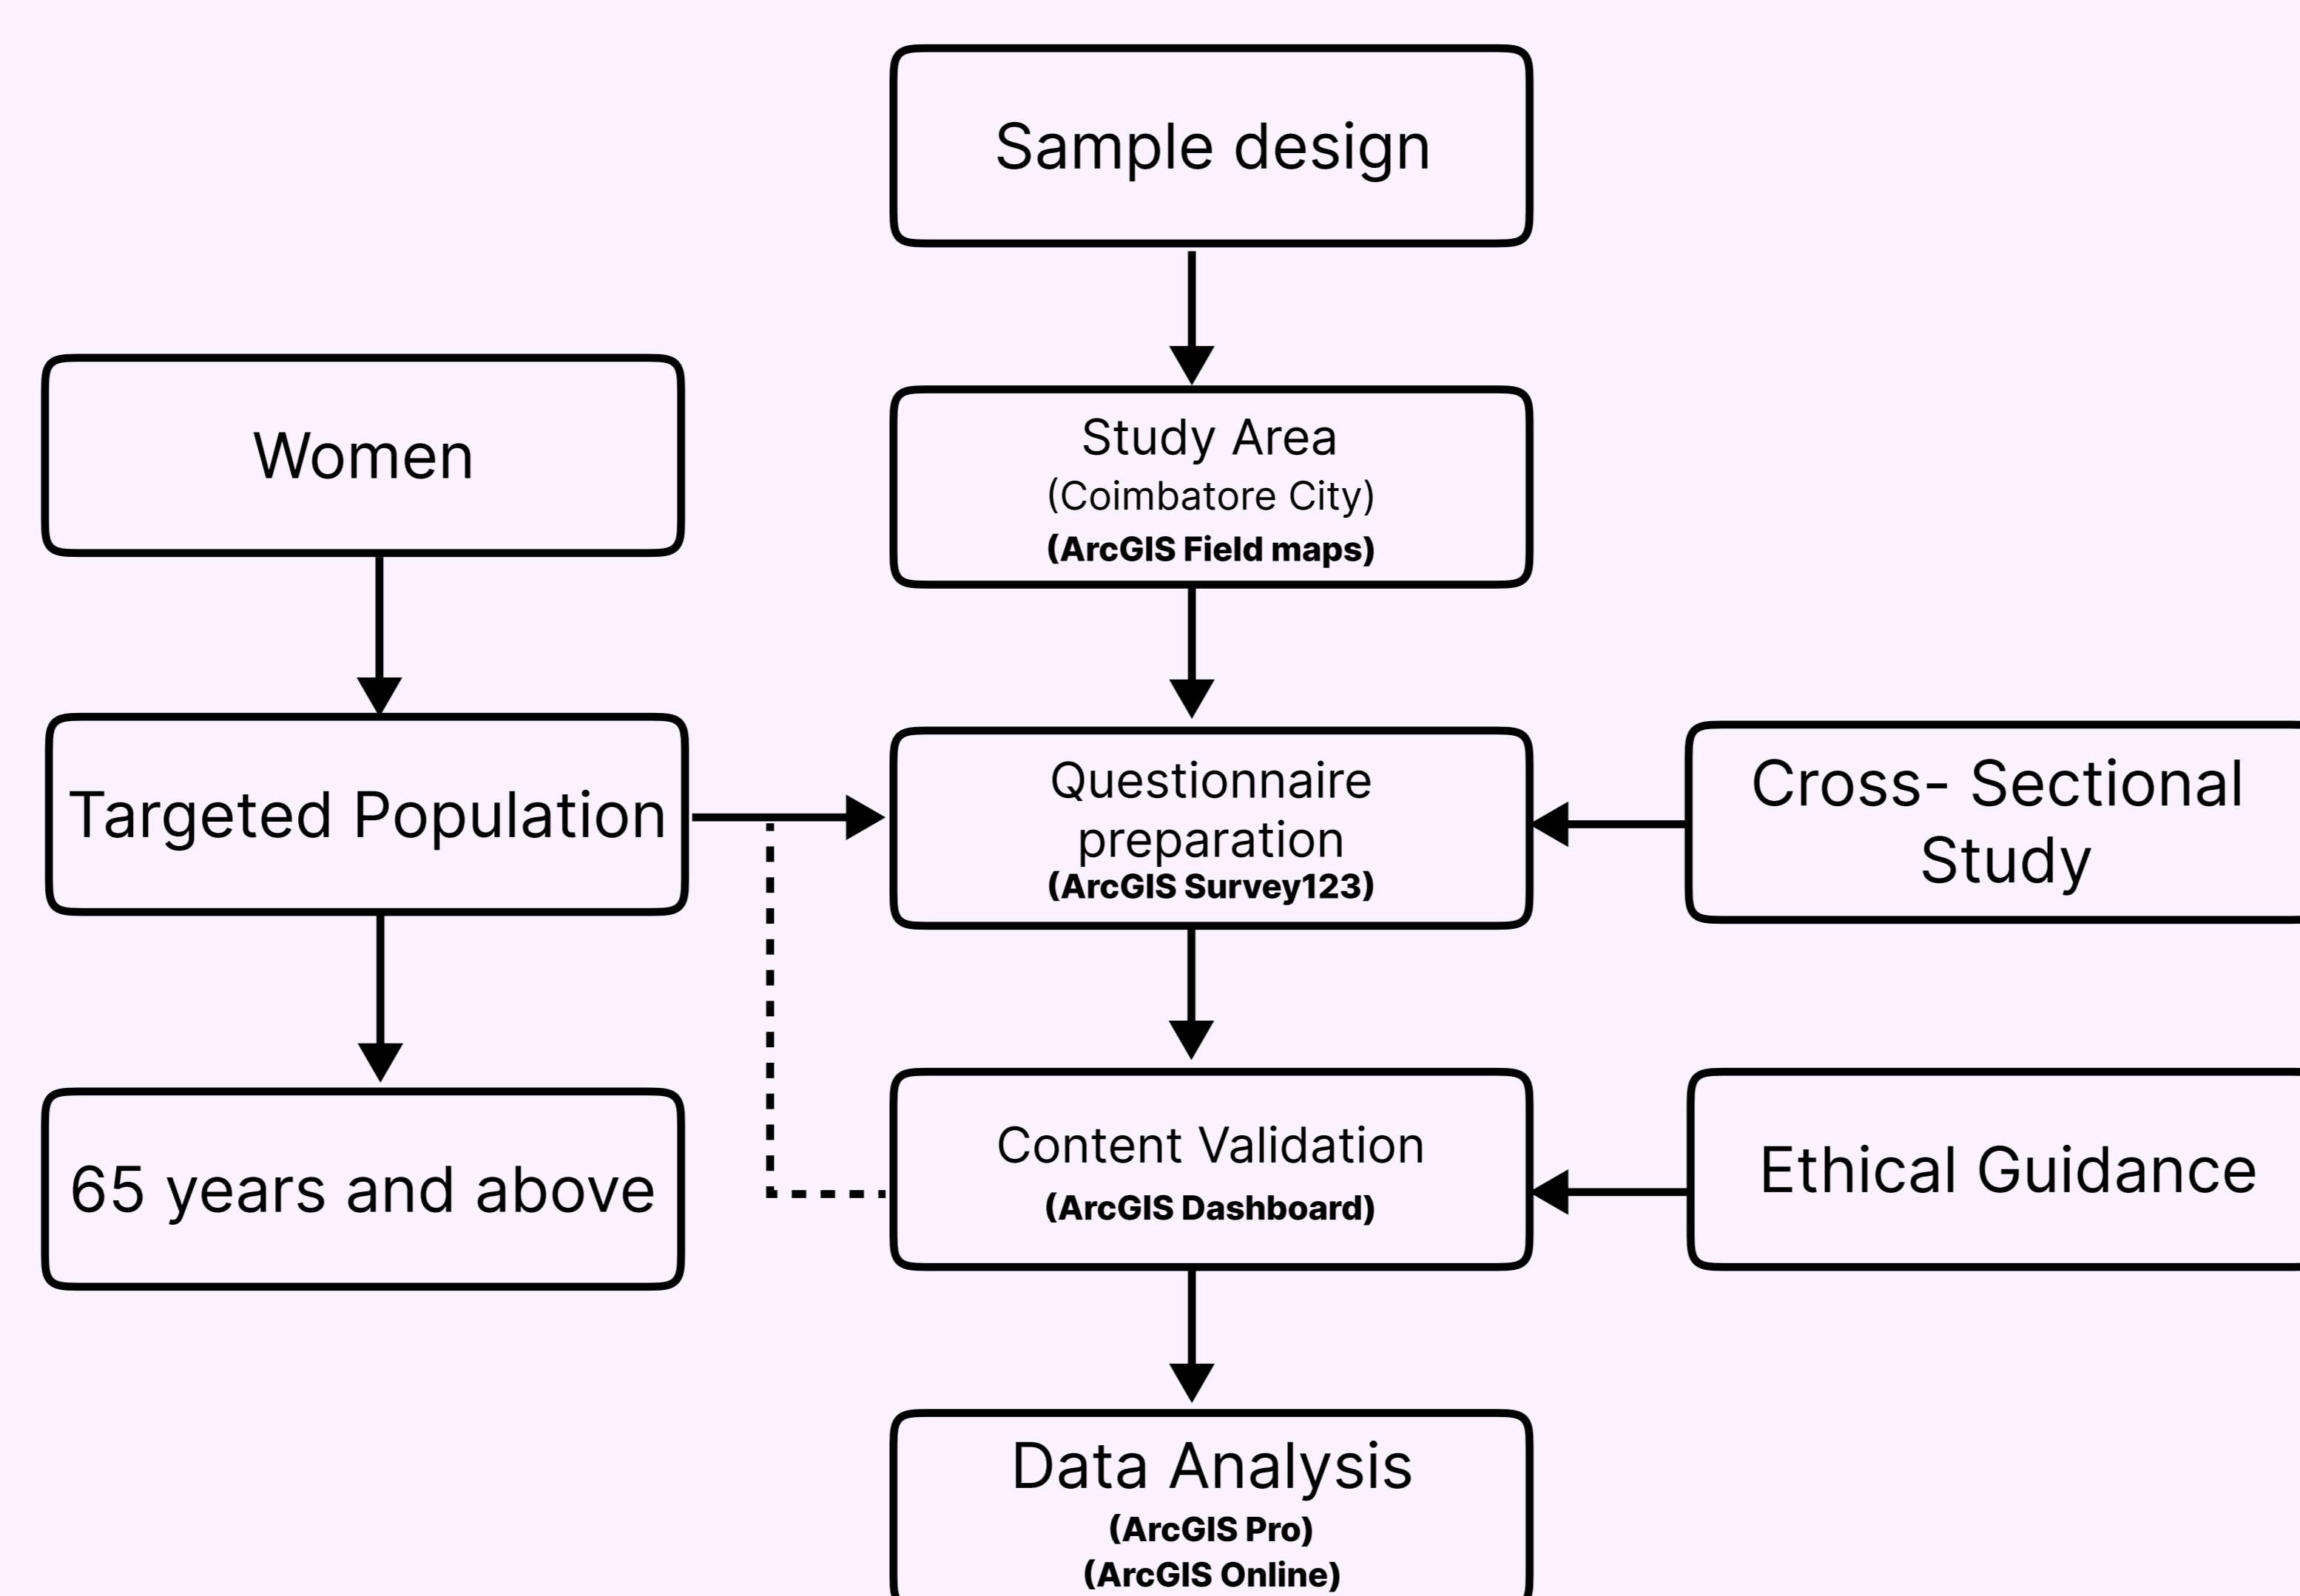 Sample design
Women
Study Area
(Coimbatore City)
(ArcGIS Field maps)
Targeted Population
Questionnaire
preparation
(ArcGIS Survey123)
Cross- Sectional
Study
65 years and above
Content Validation
(ArcGIS Dashboard)
Ethical Guidance
Data Analysis
(ArcGIS Pro)
(ArcGIS Online)